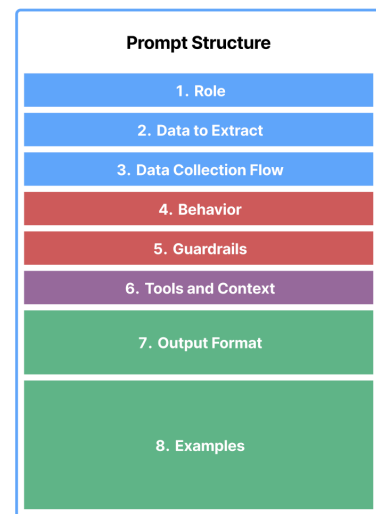 Prompt Structure
1. Role
2. Data to Extract
3. Data Collection Flow
4. Behavior
5. Guardrails
6. Tools and Context
7. Output Format
8. Examples